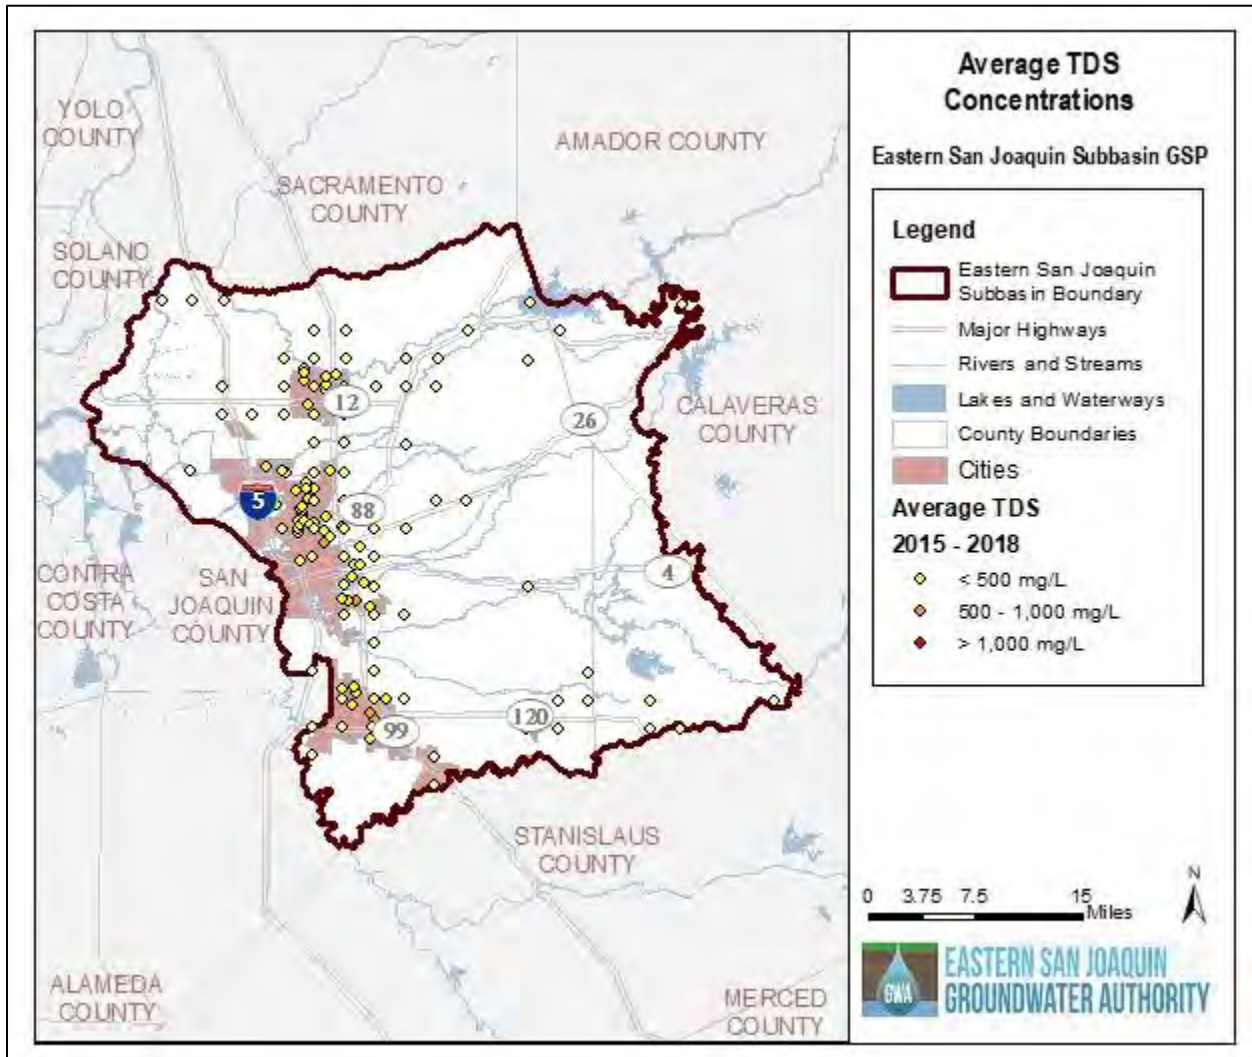 YOLO
COUNTY
AMADOR COUNTY
SACRAMENTO
COUNTY
SOLANO
COUNTY
12
26
CALAVERAS
COUNTY
5
88
4
CONTRA
COSTA
COUNTY
SAN
JOAQUIN
COUNTY
120
99
STANISLAUS
COUNTY
ALAMEDA
COUNTY
MERCED
COUNTY
Average TDS
Concentrations
Eastern San Joaquin Subbasin GSP
Legend
Eastern San Joaquin
Subbasin Boundary
Major Highways
Rivers and Streams
Lakes and Waterways
County Boundaries
Cities
Average TDS
2015 - 2018
< 500 mg/L
500 - 1,000 mg/L
> 1,000 mg/L
N
0 3.75 7.5 15
Miles
GWA
EASTERN SAN JOAQUIN
GROUNDWATER AUTHORITY